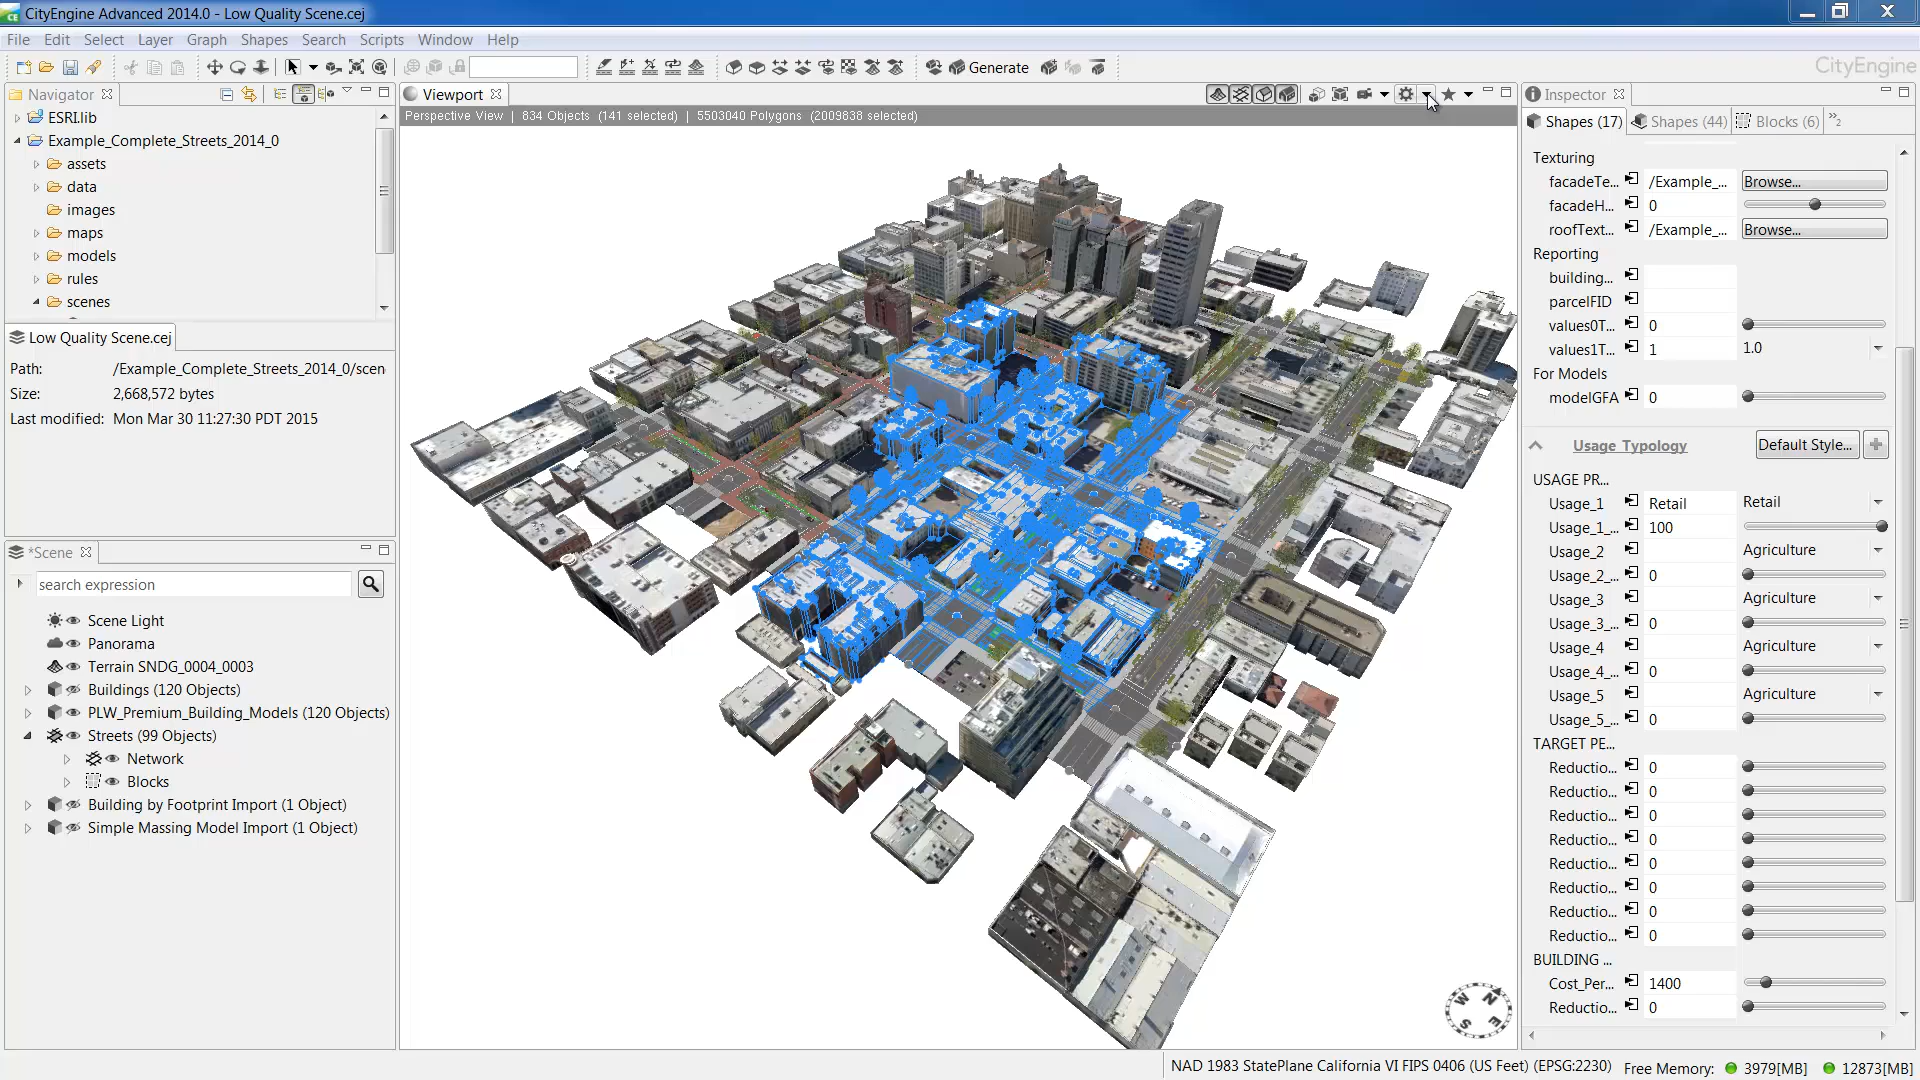 CityEngine Advanced 2014.0 - Low Quality Scene.cej
File Edit Select Layer Graph Shapes Search Scripts Window Help
Generate
CityEngine
Navigator
ESRI.lib
Example_Complete_Streets_2014_0
assets
data
images
maps
models
rules
scenes
Low Quality Scene.cej
Path: /Example_Complete_Streets_2014_0/scen
Size: 2,668,572 bytes
Last modified: Mon Mar 30 11:27:30 PDT 2015
*Scene
search expression
Scene Light
Panorama
Terrain SNDG_0004_0003
Buildings (120 Objects)
PLW_Premium_Building_Models (120 Objects)
Streets (99 Objects)
Network
Blocks
Building by Footprint Import (1 Object)
Simple Massing Model Import (1 Object)
Viewport
Perspective View | 834 Objects (141 selected) | 5503040 Polygons (2009838 selected)
N
E
S
W
Inspector
Shapes (17) Shapes (44) Blocks (6) »2
Texturing
facadeTe... /Example_... Browse...
facadeH... 0
roofText... /Example_... Browse...
Reporting
building...
parcelFID
values0T... 0
values1T... 1 1.0
For Models
modelGFA 0
Usage Typology Default Style... +
USAGE PR...
Usage_1 Retail Retail
Usage_1_... 100
Usage_2 Agriculture
Usage_2_... 0
Usage_3 Agriculture
Usage_3_... 0
Usage_4 Agriculture
Usage_4_... 0
Usage_5 Agriculture
Usage_5_... 0
TARGET PE...
Reductio... 0
Reductio... 0
Reductio... 0
Reductio... 0
Reductio... 0
Reductio... 0
Reductio... 0
Reductio... 0
BUILDING ...
Cost_Per... 1400
Reductio... 0
NAD 1983 StatePlane California VI FIPS 0406 (US Feet) (EPSG:2230) Free Memory: 3979[MB] 12873[MB]